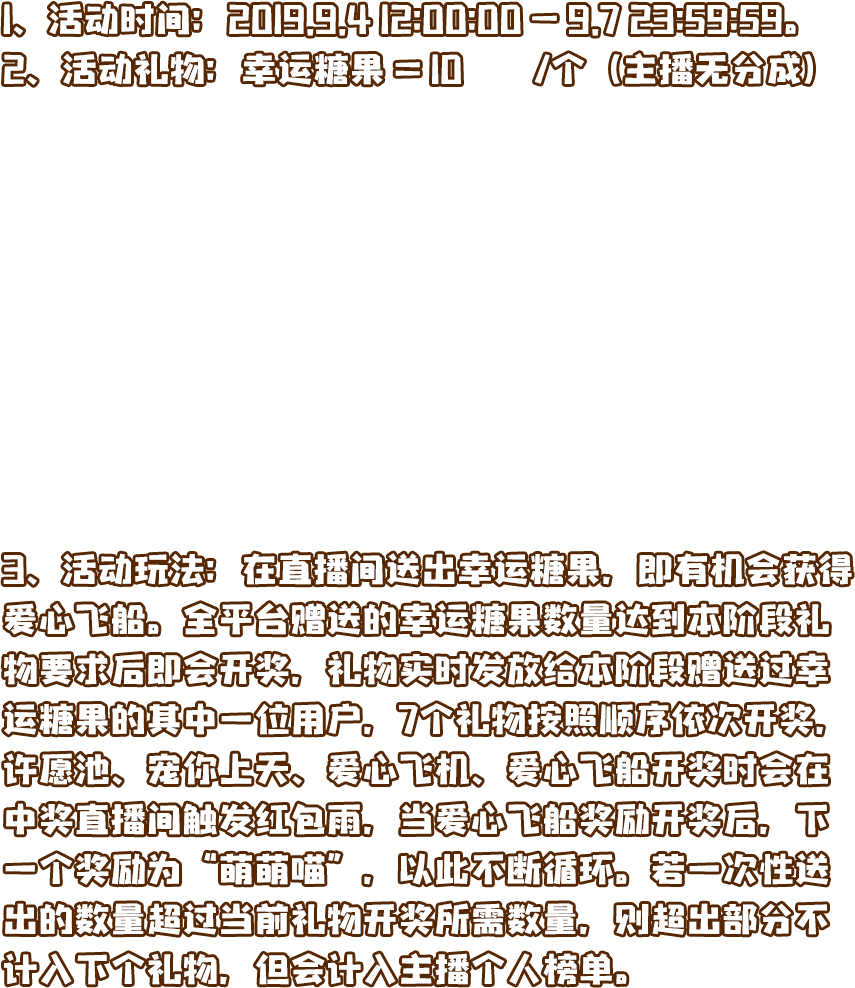 1、活动时间：2019.9.4 12:00:00 — 9.7 23:59:59。
2、活动礼物：幸运糖果 = 10 /个（主播无分成）
3、活动玩法：在直播间送出幸运糖果，即有机会获得
爱心飞船。全平台赠送的幸运糖果数量达到本阶段礼
物要求后即会开奖，礼物实时发放给本阶段赠送过幸
运糖果的其中一位用户，7个礼物按照顺序依次开奖，
许愿池、宠你上天、爱心飞机、爱心飞船开奖时会在
中奖直播间触发红包雨，当爱心飞船奖励开奖后，下
一个奖励为“萌萌喵”，以此不断循环。若一次性送
出的数量超过当前礼物开奖所需数量，则超出部分不
计入下个礼物，但会计入主播个人榜单。